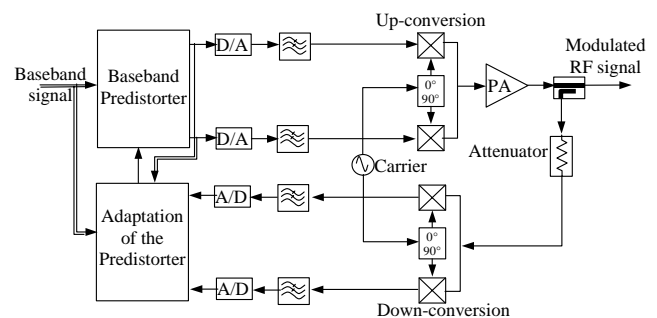 Up-conversion
D/A
Modulated
RF signal
Baseband
signal
Baseband
Predistorter
0°
90°
PA
D/A
Attenuator
Carrier
A/D
Adaptation
of the
Predistorter
0°
90°
A/D
Down-conversion